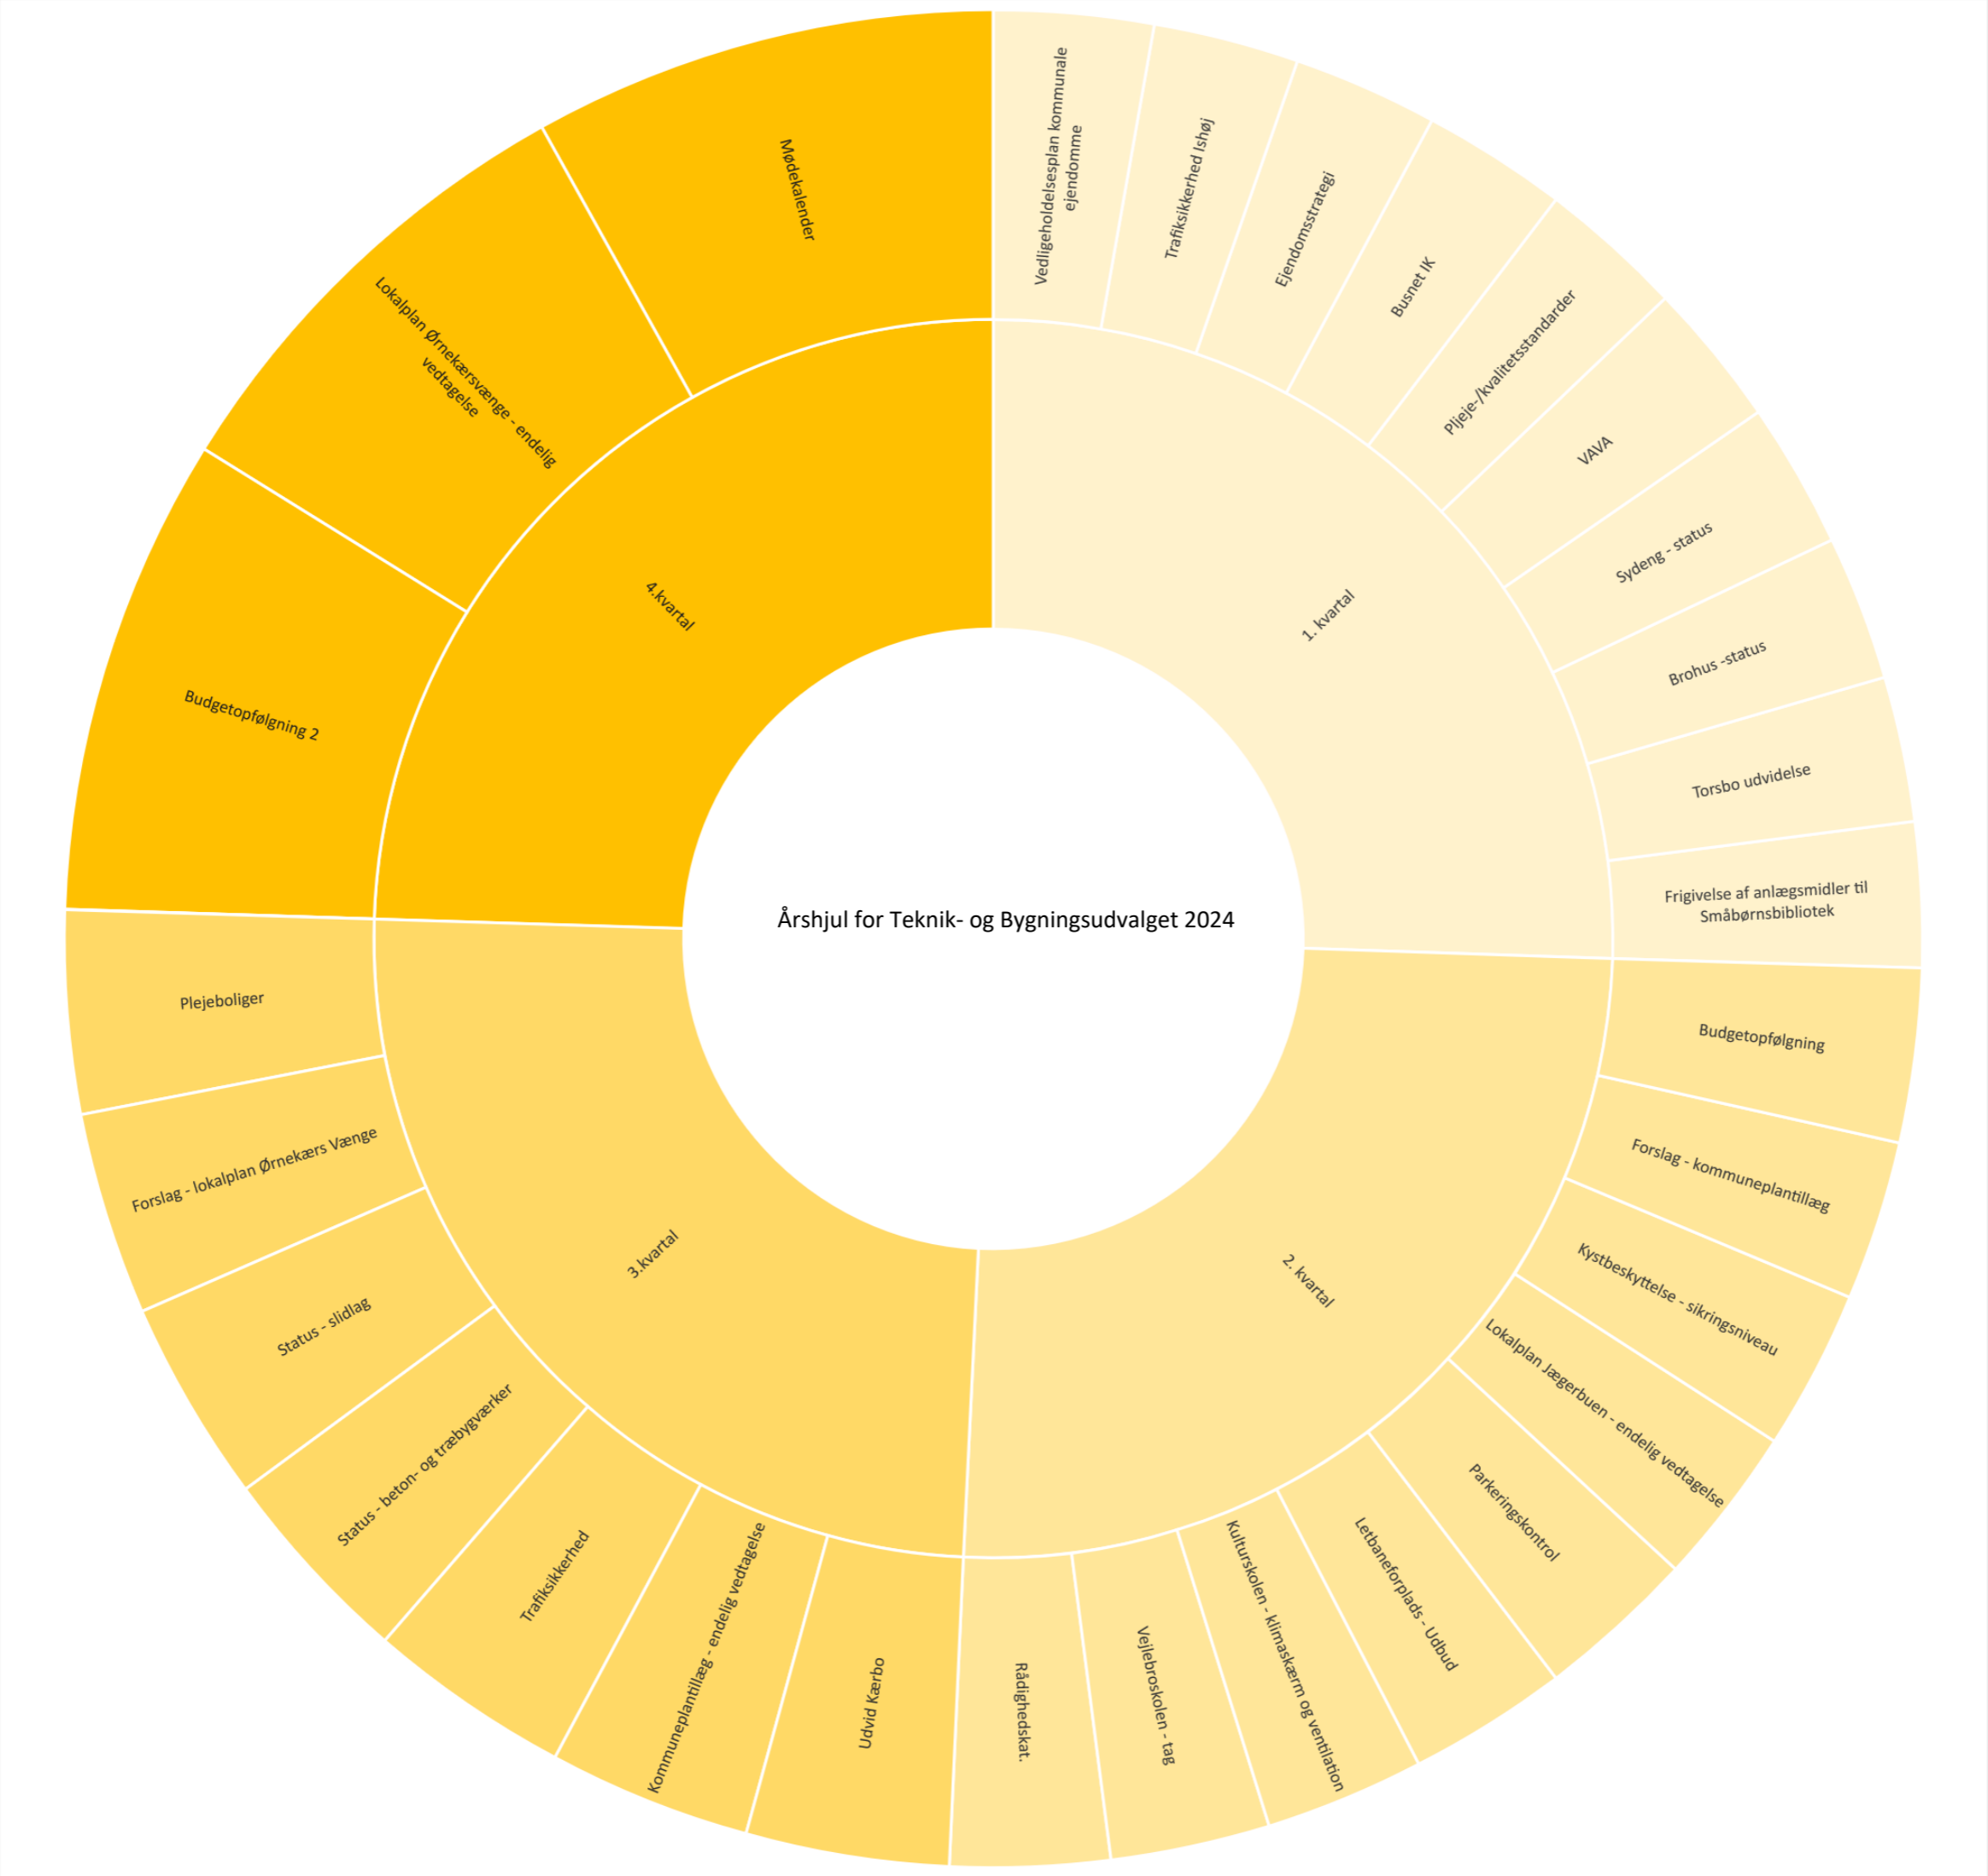 Årshjul for Teknik- og Bygningsudvalget 2024
1. kvartal
Vedligeholdelsesplan kommunale
ejendomme
Trafiksikkerhed Ishøj
Ejendomsstrategi
Busnet IK
Pljeje-/kvalitetsstandarder
VAVA
Sydeng - status
Brohus -status
Torsbo udvidelse
Frigivelse af anlægsmidler til
Småbørnsbibliotek
2. kvartal
Budgetopfølgning
Forslag - kommuneplantillæg
Kystbeskyttelse - sikringsniveau
Lokalplan Jægerbuen - endelig vedtagelse
Parkeringskontrol
Letbaneforplads - Udbud
Kulturskolen - klimaskærm og ventilation
Vejlebroskolen - tag
Rådighedskat.
3.kvartal
Udvid Kærbo
Kommuneplantillæg - endelig vedtagelse
Trafiksikkerhed
Status - beton- og træbygværker
Status - slidlag
Forslag - lokalplan Ørnekærs Vænge
Plejeboliger
4.kvartal
Budgetopfølgning 2
Lokalplan Ørnekærsvænge - endelig
vedtagelse
Mødekalender